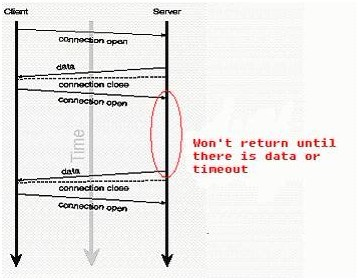 Client
Server
connection open
data
connection close
connection open
Time
Won't return until
there is data or
timeout
data
connection close
connection open